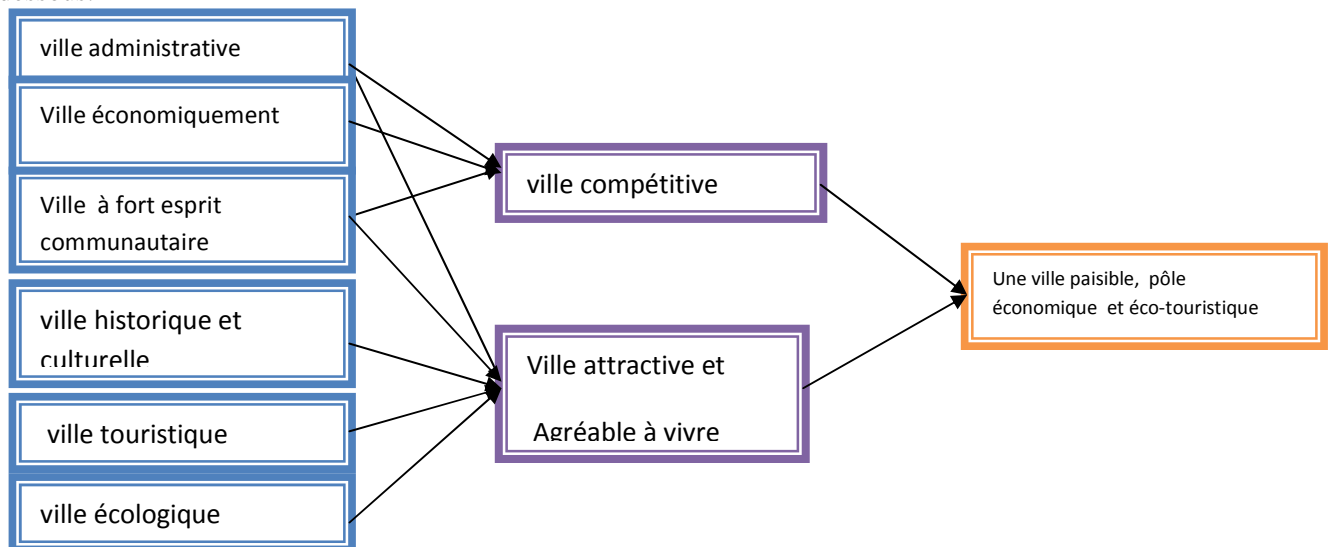 ville administrative
Ville économiquement
Ville à fort esprit
communautaire
ville historique et
culturelle
ville touristique
ville écologique
ville compétitive
Ville attractive et
Agréable à vivre
Une ville paisible, pôle
économique et éco-touristique